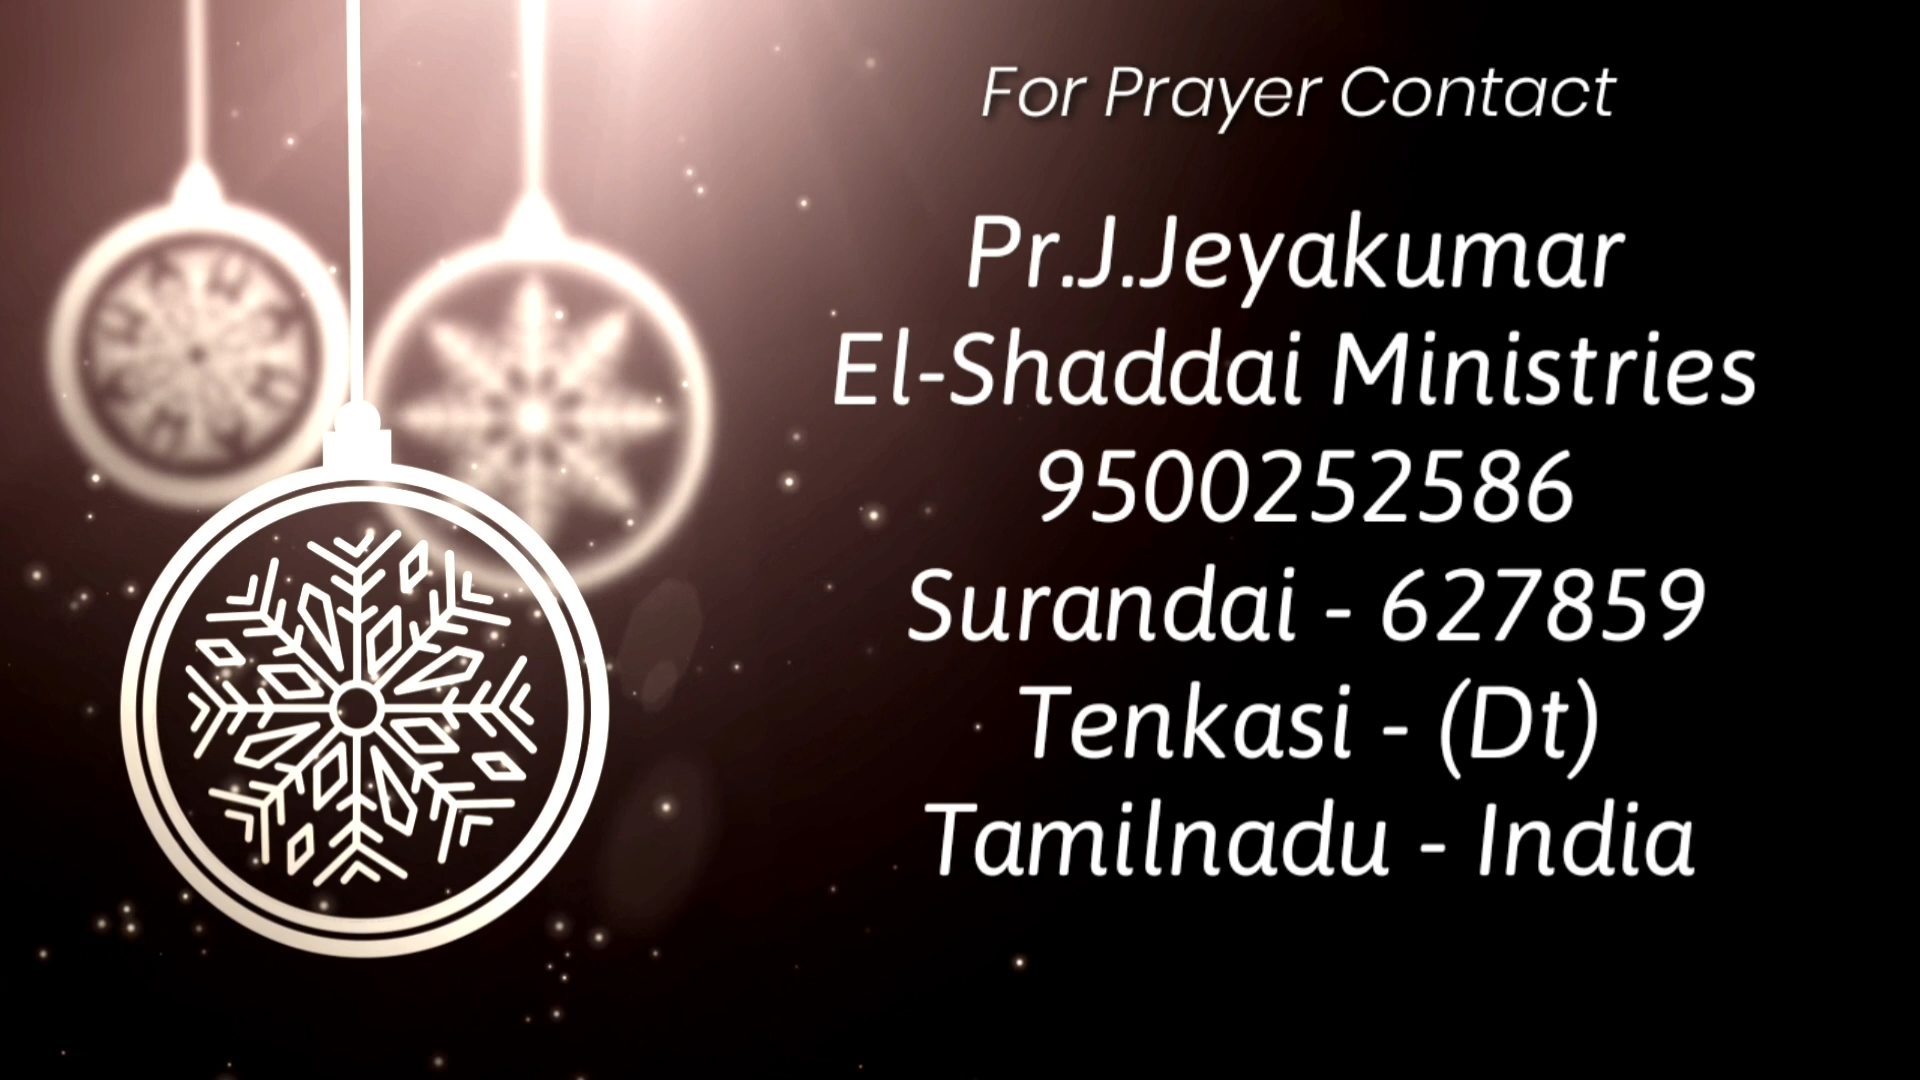 For Prayer Contact
Pr.J.Jeyakumar
El-Shaddai Ministries
9500252586
Surandai - 627859
Tenkasi - (Dt)
Tamilnadu - India